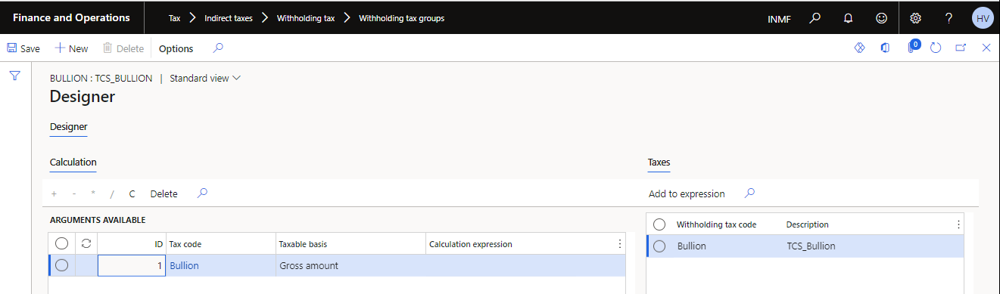 Finance and Operations Tax > Indirect taxes > Withholding tax > Withholding tax groups INMF ? HV
Save + New Delete Options 0
BULLION : TCS_BULLION | Standard view
Designer
Designer
Calculation Taxes
+ - * / C Delete Add to expression
ARGUMENTS AVAILABLE
Withholding tax code Description
ID Tax code Taxable basis Calculation expression
Bullion TCS_Bullion
1 Bullion Gross amount